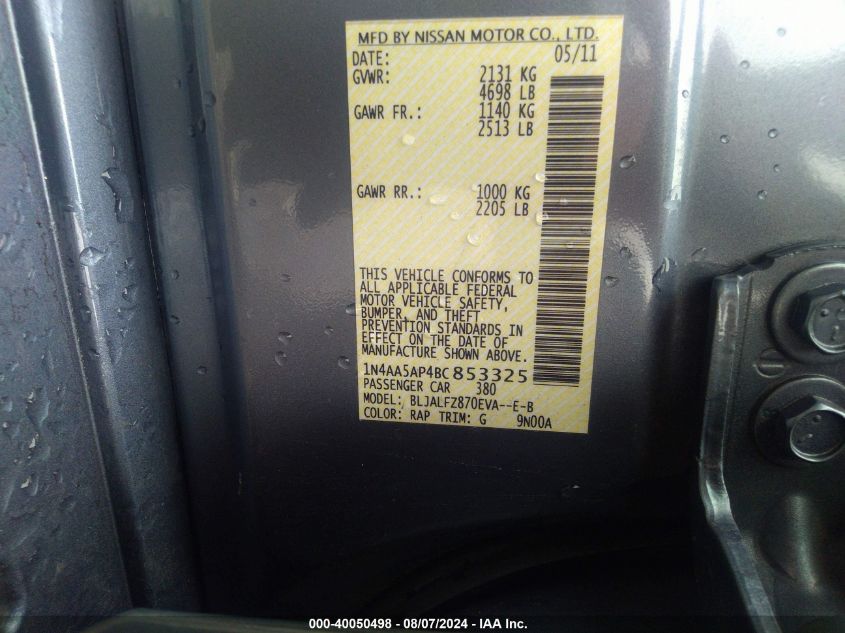 MFD BY NISSAN MOTOR CO., LTD.
DATE: 05/11
GVWR: 2131 KG
4698 LB
GAWR FR.: 1140 KG
2513 LB
GAWR RR.: 1000 KG
2205 LB
THIS VEHICLE CONFORMS TO
ALL APPLICABLE FEDERAL
MOTOR VEHICLE SAFETY,
BUMPER, AND THEFT
PREVENTION STANDARDS IN
EFFECT ON THE DATE OF
MANUFACTURE SHOWN ABOVE.
1N4AA5AP4BC853325
PASSENGER CAR 380
MODEL: BLJALFZ870EVA--E-B
COLOR: RAP TRIM: G 9N00A
000-40050498 - 08/07/2024 - IAA Inc.